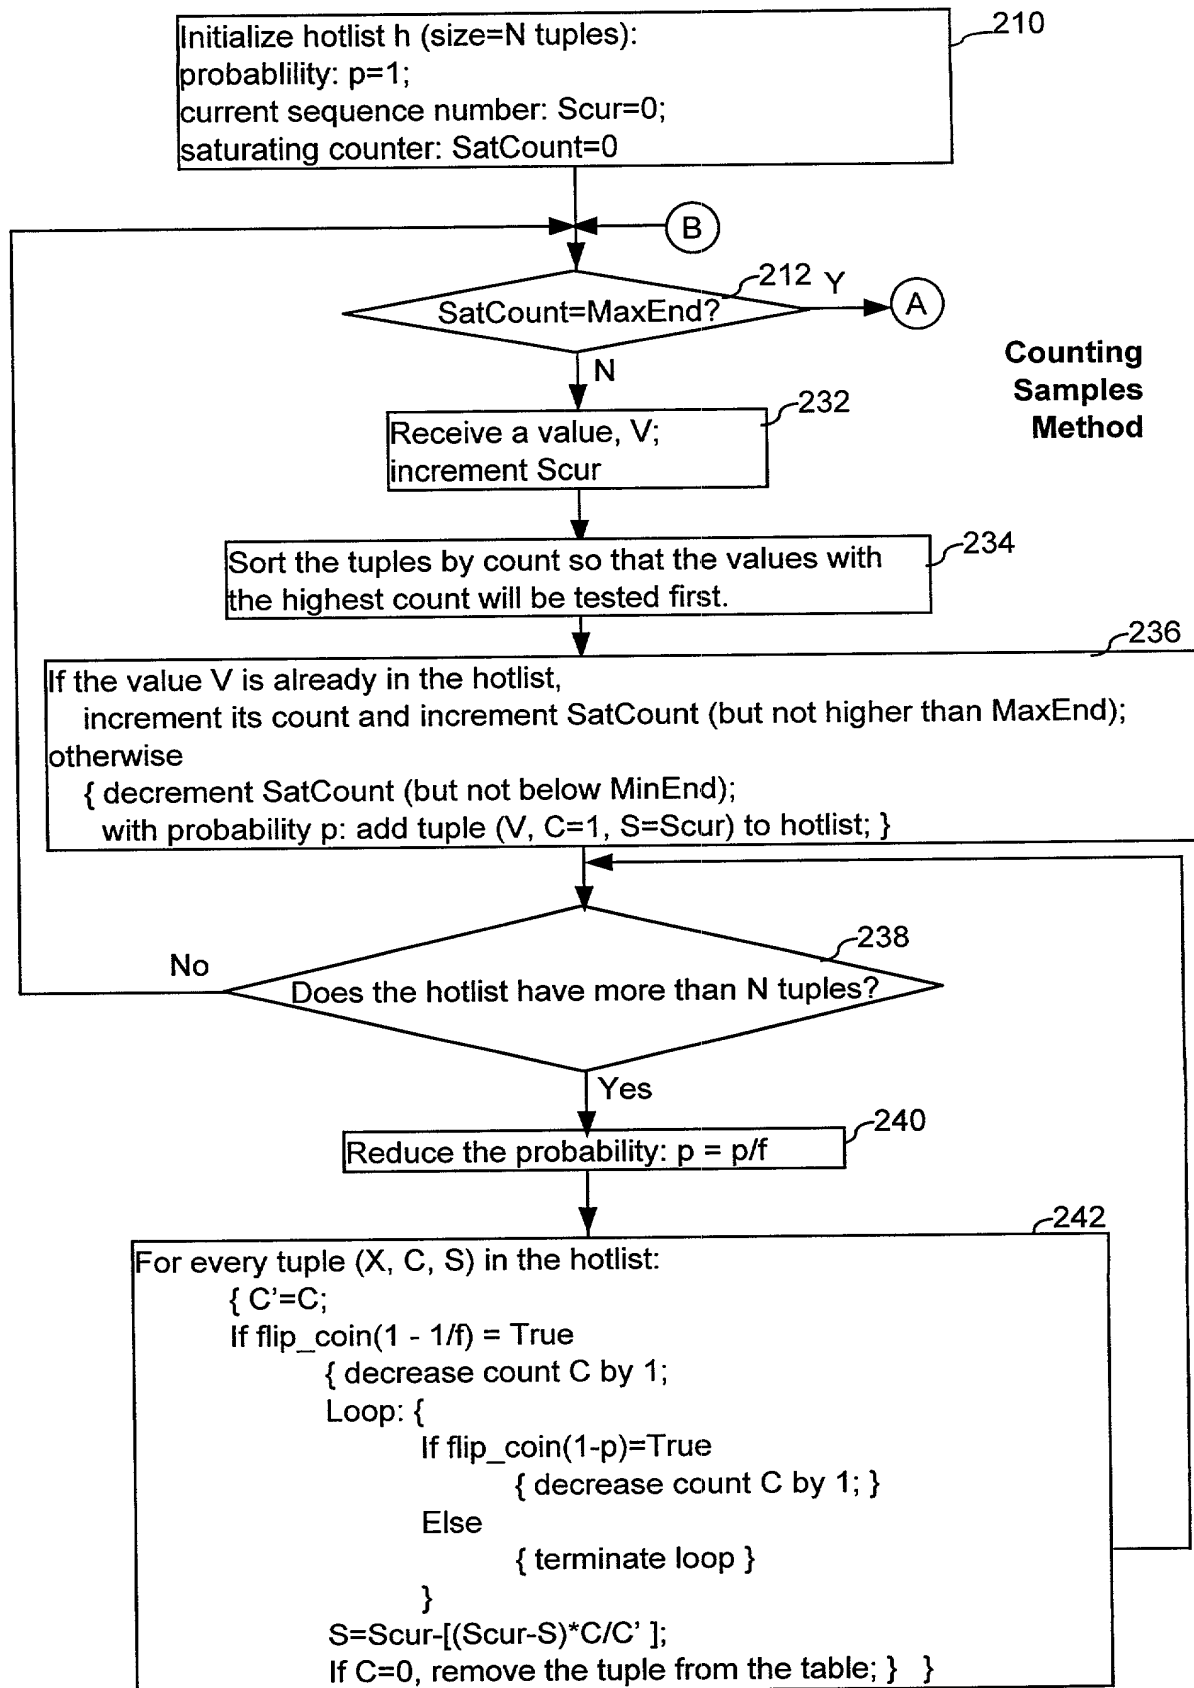 Initialize hotlist h (size=N tuples):
probablility: p=1;
current sequence number: Scur=0;
saturating counter: SatCount=0
210
B
SatCount=MaxEnd?
212
Y
A
N
Counting
Samples
Method
Receive a value, V;
increment Scur
232
Sort the tuples by count so that the values with
the highest count will be tested first.
234
236
If the value V is already in the hotlist,
increment its count and increment SatCount (but not higher than MaxEnd);
otherwise
{ decrement SatCount (but not below MinEnd);
with probability p: add tuple (V, C=1, S=Scur) to hotlist; }
238
No
Does the hotlist have more than N tuples?
Yes
Reduce the probability: p = p/f
240
242
For every tuple (X, C, S) in the hotlist:
{ C'=C;
If flip_coin(1 - 1/f) = True
{ decrease count C by 1;
Loop: {
If flip_coin(1-p)=True
{ decrease count C by 1; }
Else
{ terminate loop }
}
S=Scur-[(Scur-S)*C/C' ];
If C=0, remove the tuple from the table; } }